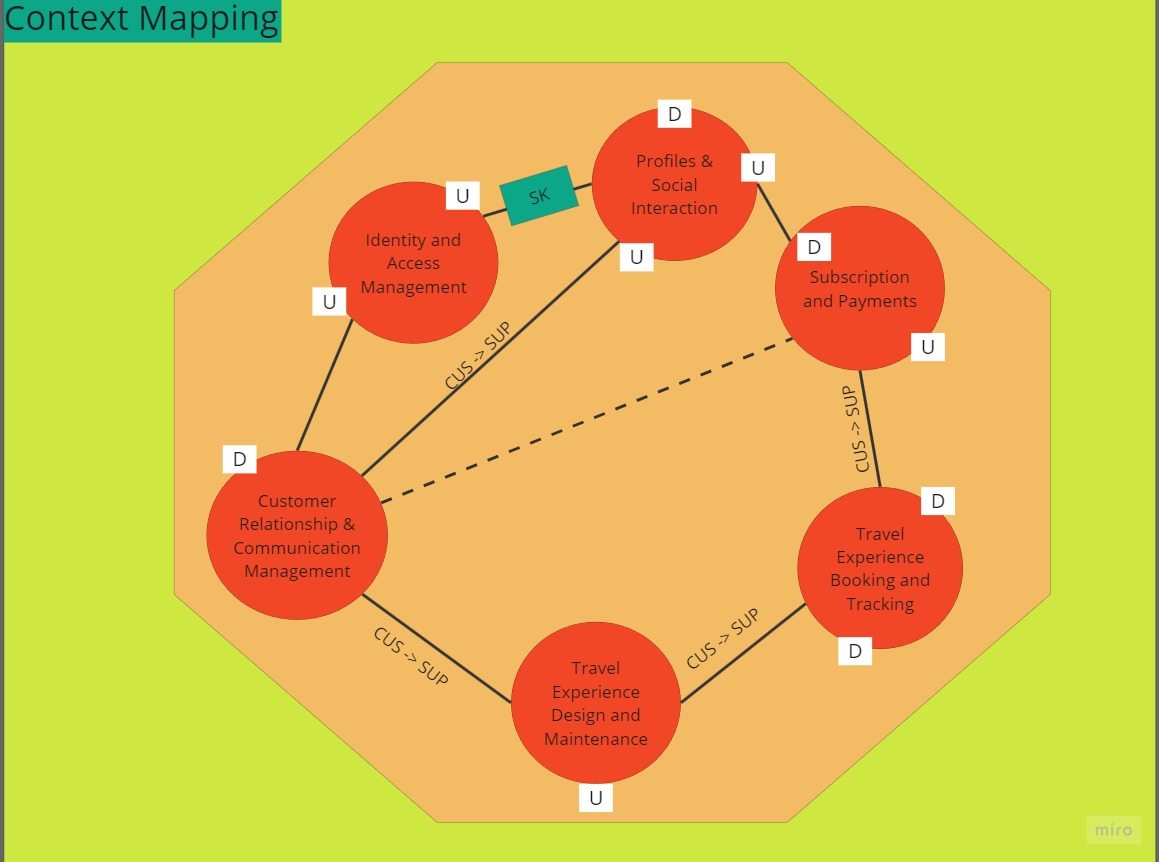 Context Mapping
D
Profiles &
Social
Interaction
U
U
SK
U
Identity and
Access
Management
U
D
Subscription
and Payments
U
CUS -> SUP
CUS -> SUP
D
Customer
Relationship &
Communication
Management
D
Travel
Experience
Booking and
Tracking
D
CUS -> SUP
CUS -> SUP
Travel
Experience
Design and
Maintenance
U
miro